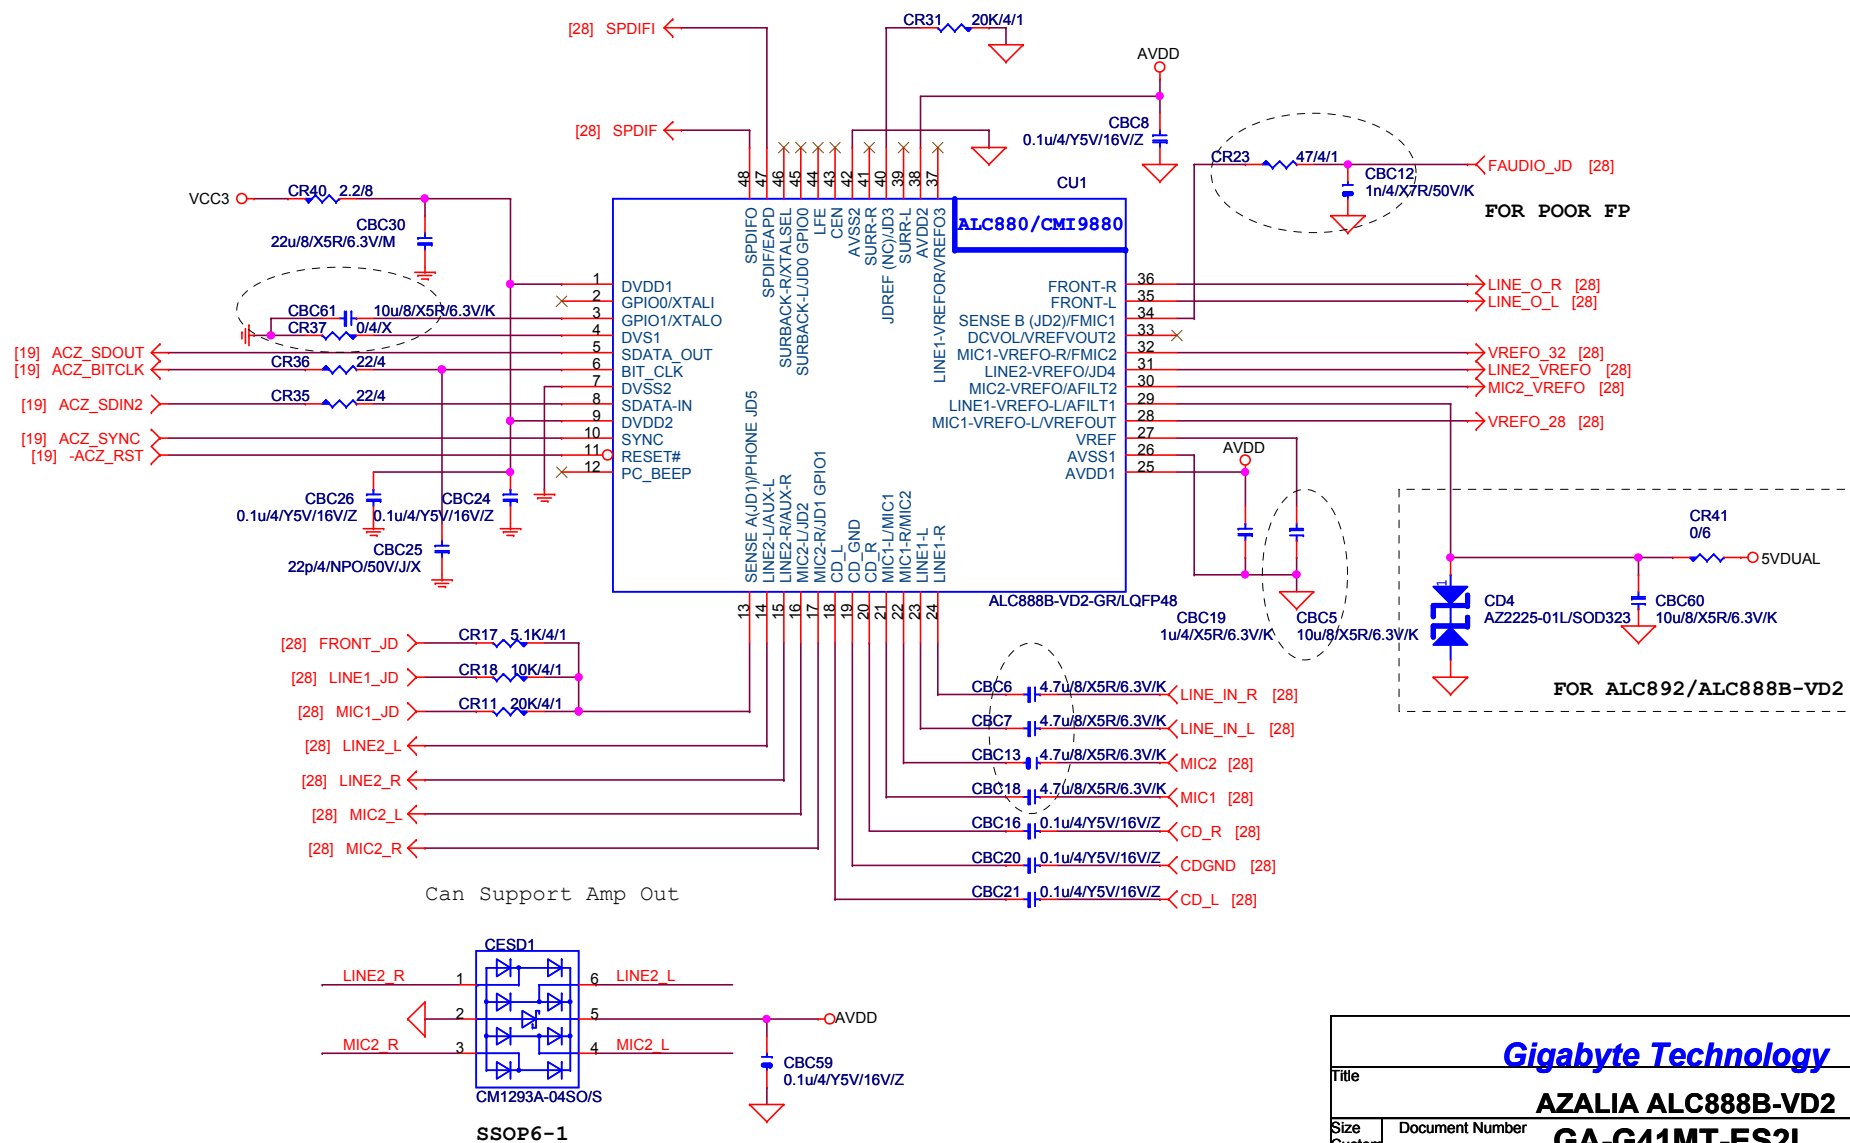 [28] SPDIFI
CR31 20K/4/1
AVDD
[28] SPDIF
CBC8
0.1u/4/Y5V/16V/Z
CR23 47/4/1
FAUDIO_JD [28]
CBC12
1n/4/X7R/50V/K
FOR POOR FP
VCC3
CR40 2.2/8
CBC30
22u/8/X5R/6.3V/M
CU1
ALC880/CMI9880
48
47
46
45
44
43
42
41
40
39
38
37
SPDIFO
SPDIF/EAPD
SURBACK-R/XTALSEL
SURBACK-L/JD0 GPIO0
LFE
CEN
AVSS2
SURR-R
JDREF (NC)/JD3
SURR-L
AVDD2
LINE1-VREFOR/VREFO3
1 DVDD1
2 GPIO0/XTALI
3 GPIO1/XTALO
4 DVS1
5 SDATA_OUT
6 BIT_CLK
7 DVSS2
8 SDATA-IN
9 DVDD2
10 SYNC
11 RESET#
12 PC_BEEP
CBC61 10u/8/X5R/6.3V/K
CR37 0/4/X
[19] ACZ_SDOUT
[19] ACZ_BITCLK
CR36 22/4
[19] ACZ_SDIN2
CR35 22/4
[19] ACZ_SYNC
[19] -ACZ_RST
CBC26
0.1u/4/Y5V/16V/Z
CBC24
0.1u/4/Y5V/16V/Z
CBC25
22p/4/NPO/50V/J/X
FRONT-R 36
FRONT-L 35
SENSE B (JD2)/FMIC1 34
DCVOL/VREFVOUT2 33
MIC1-VREFO-R/FMIC2 32
LINE2-VREFO/JD4 31
MIC2-VREFO/AFILT2 30
LINE1-VREFO-L/AFILT1 29
MIC1-VREFO-L/VREFOUT 28
VREF 27
AVSS1 26
AVDD1 25
LINE_O_R [28]
LINE_O_L [28]
VREFO_32 [28]
LINE2_VREFO [28]
MIC2_VREFO [28]
VREFO_28 [28]
AVDD
SENSE A(JD1)/PHONE JD5
LINE2-L/AUX-L
LINE2-R/AUX-R
MIC2-L/JD2
MIC2-R/JD1 GPIO1
CD_L
CD_GND
CD_R
MIC1-L/MIC1
MIC1-R/MIC2
LINE1-L
LINE1-R
13
14
15
16
17
18
19
20
21
22
23
24
ALC888B-VD2-GR/LQFP48
CBC19
1u/4/X5R/6.3V/K
CBC5
10u/8/X5R/6.3V/K
CR41
0/6
5VDUAL
1
CD4
AZ2225-01L/SOD323
CBC60
10u/8/X5R/6.3V/K
FOR ALC892/ALC888B-VD2
[28] FRONT_JD
CR17 5.1K/4/1
[28] LINE1_JD
CR18 10K/4/1
[28] MIC1_JD
CR11 20K/4/1
[28] LINE2_L
[28] LINE2_R
[28] MIC2_L
[28] MIC2_R
CBC6 4.7u/8/X5R/6.3V/K LINE_IN_R [28]
CBC7 4.7u/8/X5R/6.3V/K LINE_IN_L [28]
CBC13 4.7u/8/X5R/6.3V/K MIC2 [28]
CBC18 4.7u/8/X5R/6.3V/K MIC1 [28]
CBC16 0.1u/4/Y5V/16V/Z CD_R [28]
CBC20 0.1u/4/Y5V/16V/Z CDGND [28]
CBC21 0.1u/4/Y5V/16V/Z CD_L [28]
Can Support Amp Out
CESD1
LINE2_R 1
6 LINE2_L
2
5
AVDD
MIC2_R 3
4 MIC2_L
CBC59
0.1u/4/Y5V/16V/Z
CM1293A-04SO/S
SSOP6-1
Gigabyte Technology
Title
AZALIA ALC888B-VD2
Size
Document Number
GA-G41MT-ES2L
Custom